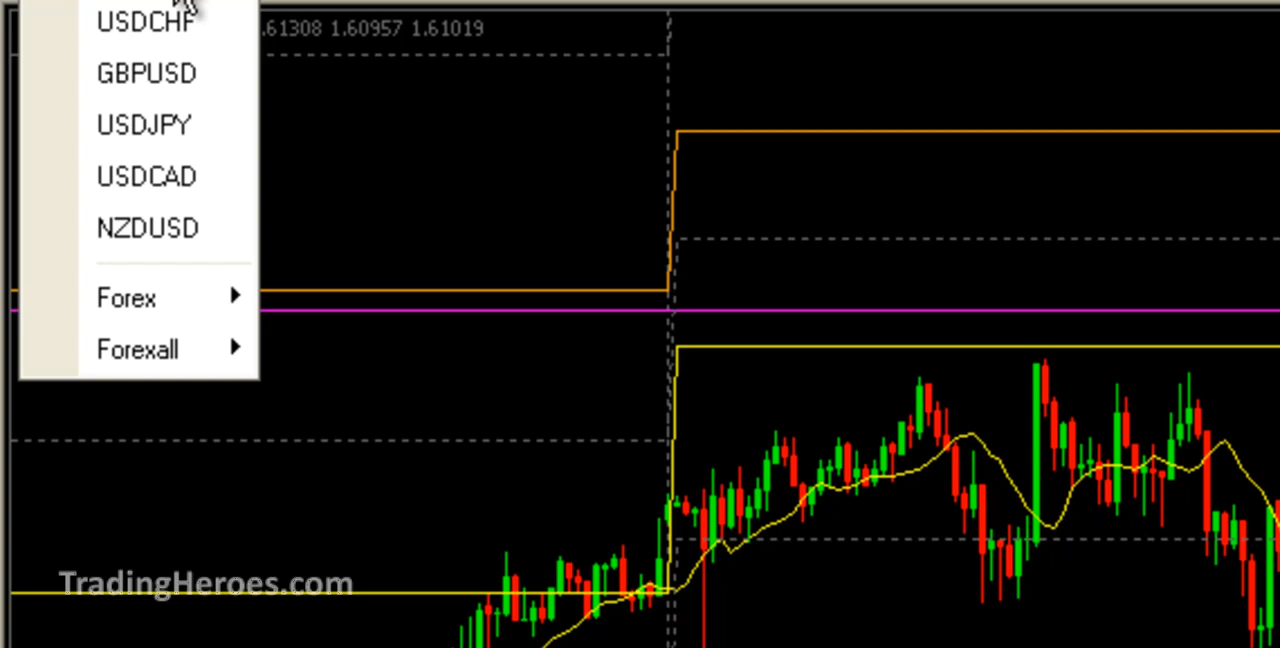 USDCHF
.61308 1.60957 1.61019
GBPUSD
USDJPY
USDCAD
NZDUSD
Forex
Forexall
TradingHeroes.com